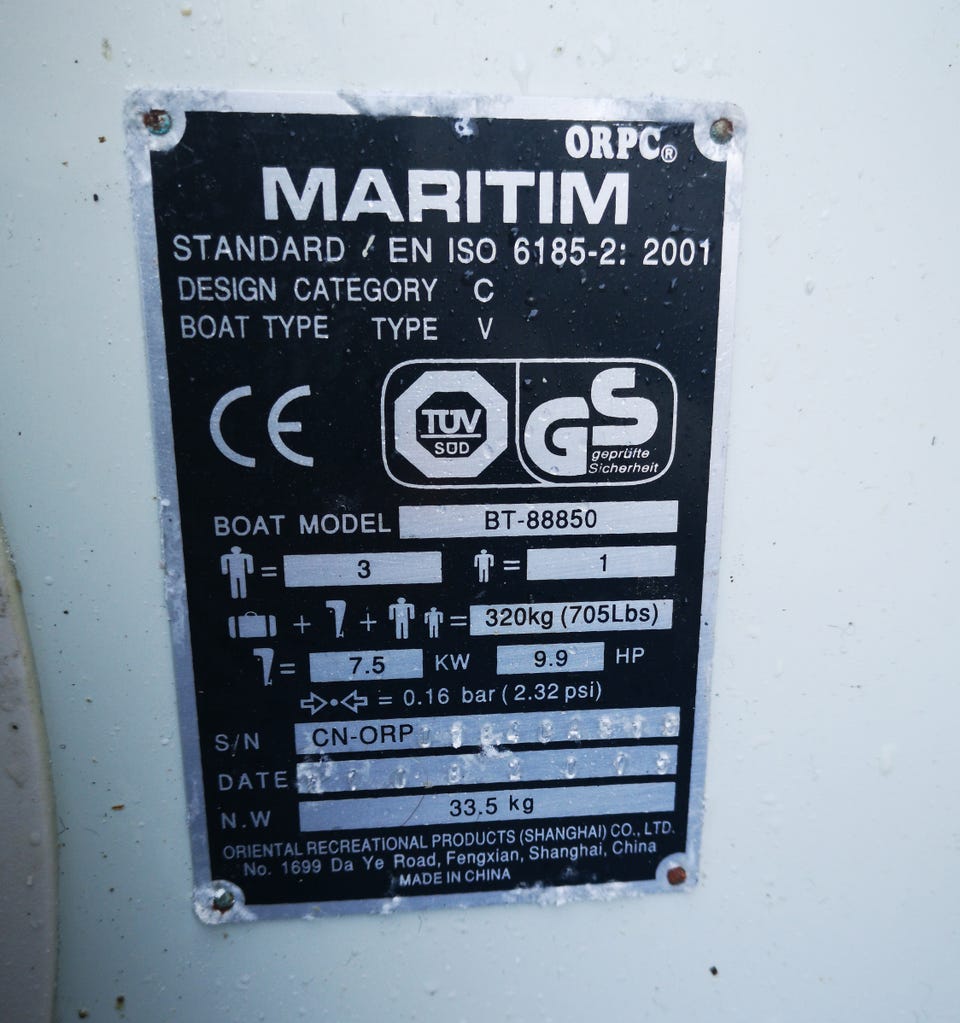 ORPC®
MARITIM
STANDARD / EN ISO 6185-2: 2001
DESIGN CATEGORY C
BOAT TYPE TYPE V
CE
TÜV
SÜD
GS
geprüfte
Sicherheit
BOAT MODEL BT-88850
= 3 = 1
+ + = 320kg (705Lbs)
= 7.5 KW 9.9 HP
= 0.16 bar (2.32 psi)
S/N CN-ORP
DATE
N.W 33.5 kg
ORIENTAL RECREATIONAL PRODUCTS (SHANGHAI) CO., LTD.
No. 1699 Da Ye Road, Fengxian, Shanghai, China
MADE IN CHINA